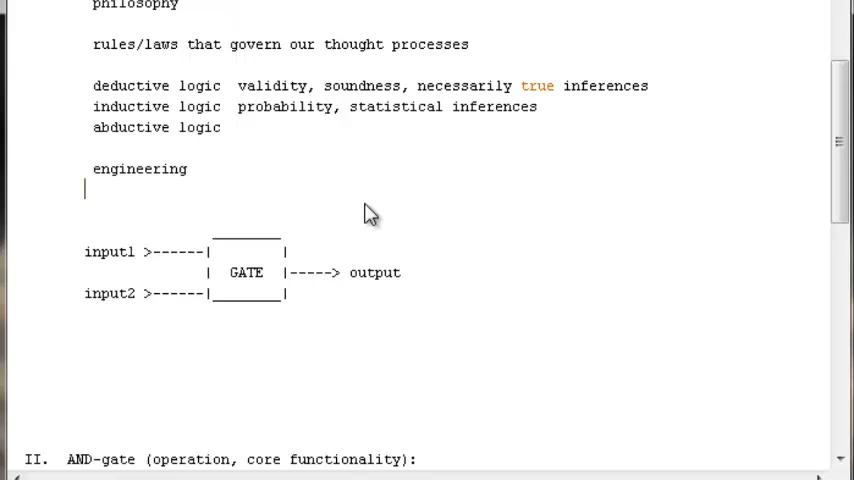 philosophy
rules/laws that govern our thought processes
deductive logic  validity, soundness, necessarily true inferences
inductive logic  probability, statistical inferences
abductive logic
engineering
input1 >------|        |
|  GATE  |-----> output
input2 >------|________|
II.  AND-gate (operation, core functionality):